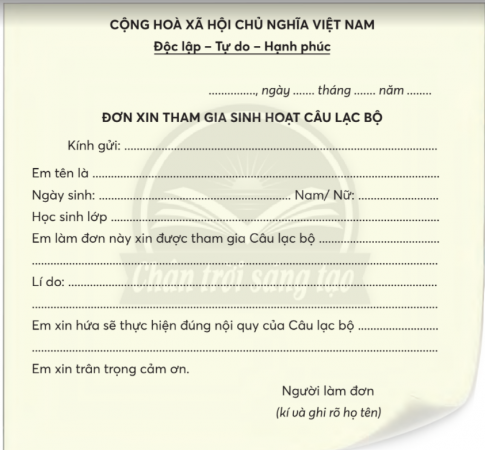 CỘNG HOÀ XÃ HỘI CHỦ NGHĨA VIỆT NAM
Độc lập – Tự do – Hạnh phúc
..............., ngày ....... tháng ....... năm ........
ĐƠN XIN THAM GIA SINH HOẠT CÂU LẠC BỘ
Kính gửi: ................................................................................
Em tên là ........................................................................................
Ngày sinh: ................................................. Nam/ Nữ: ....................
Học sinh lớp ...................................................................................
Em làm đơn này xin được tham gia Câu lạc bộ ..............................
.......................................................................................................
Lí do: ..............................................................................................
.......................................................................................................
Em xin hứa sẽ thực hiện đúng nội quy của Câu lạc bộ ....................
.......................................................................................................
Em xin trân trọng cảm ơn.
Người làm đơn
(kí và ghi rõ họ tên)
Chân trời sáng tạo